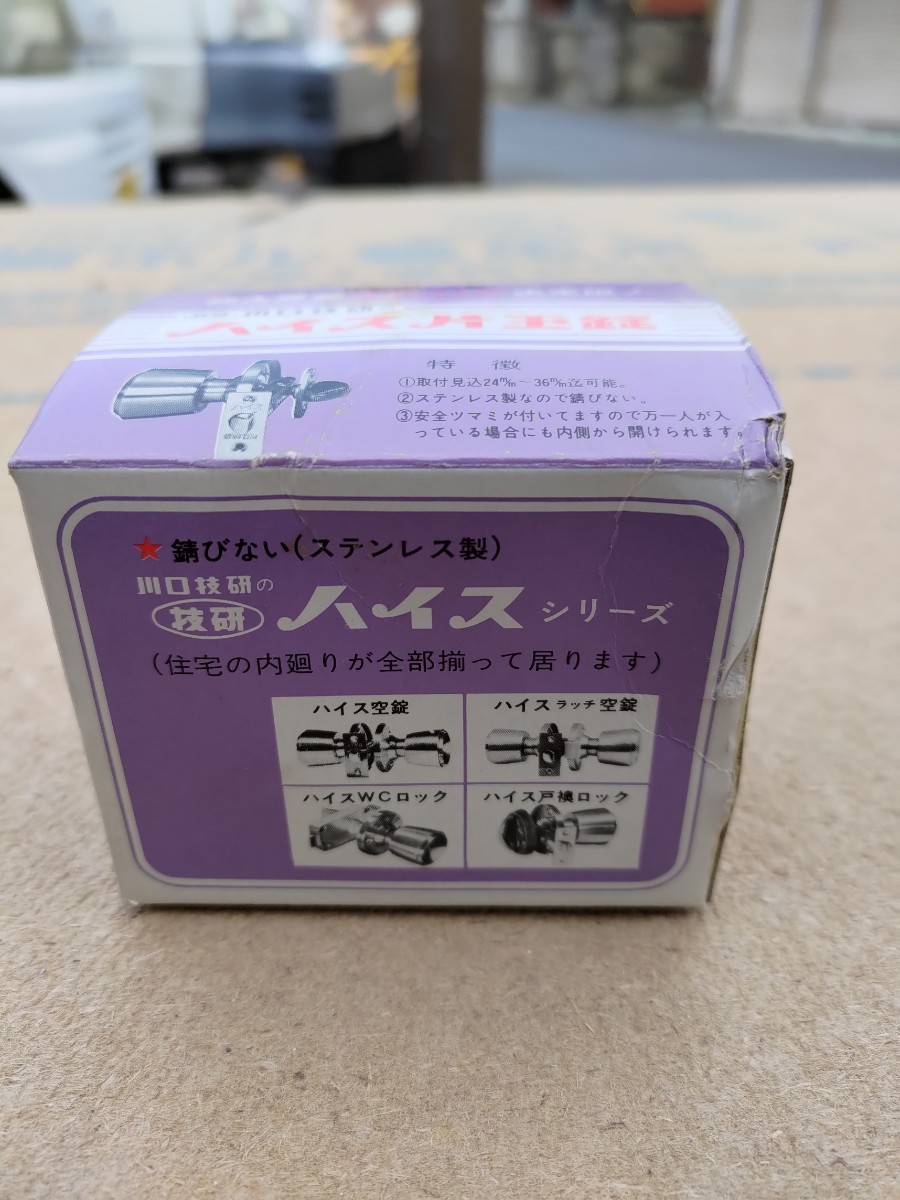 川口技研
ハイス片玉錠
特徴
①取付見込24㎜~36㎜迄可能。
②ステンレス製なので錆びない。
③安全ツマミが付いてますので万一人が入
っている場合にも内側から開けられます。
ハイス
★錆びない(ステンレス製)
川口技研の
技研 ハイス シリーズ
(住宅の内廻りが全部揃って居ります)
ハイス空錠
ハイスラッチ空錠
ハイスWCロック
ハイス戸襖ロック